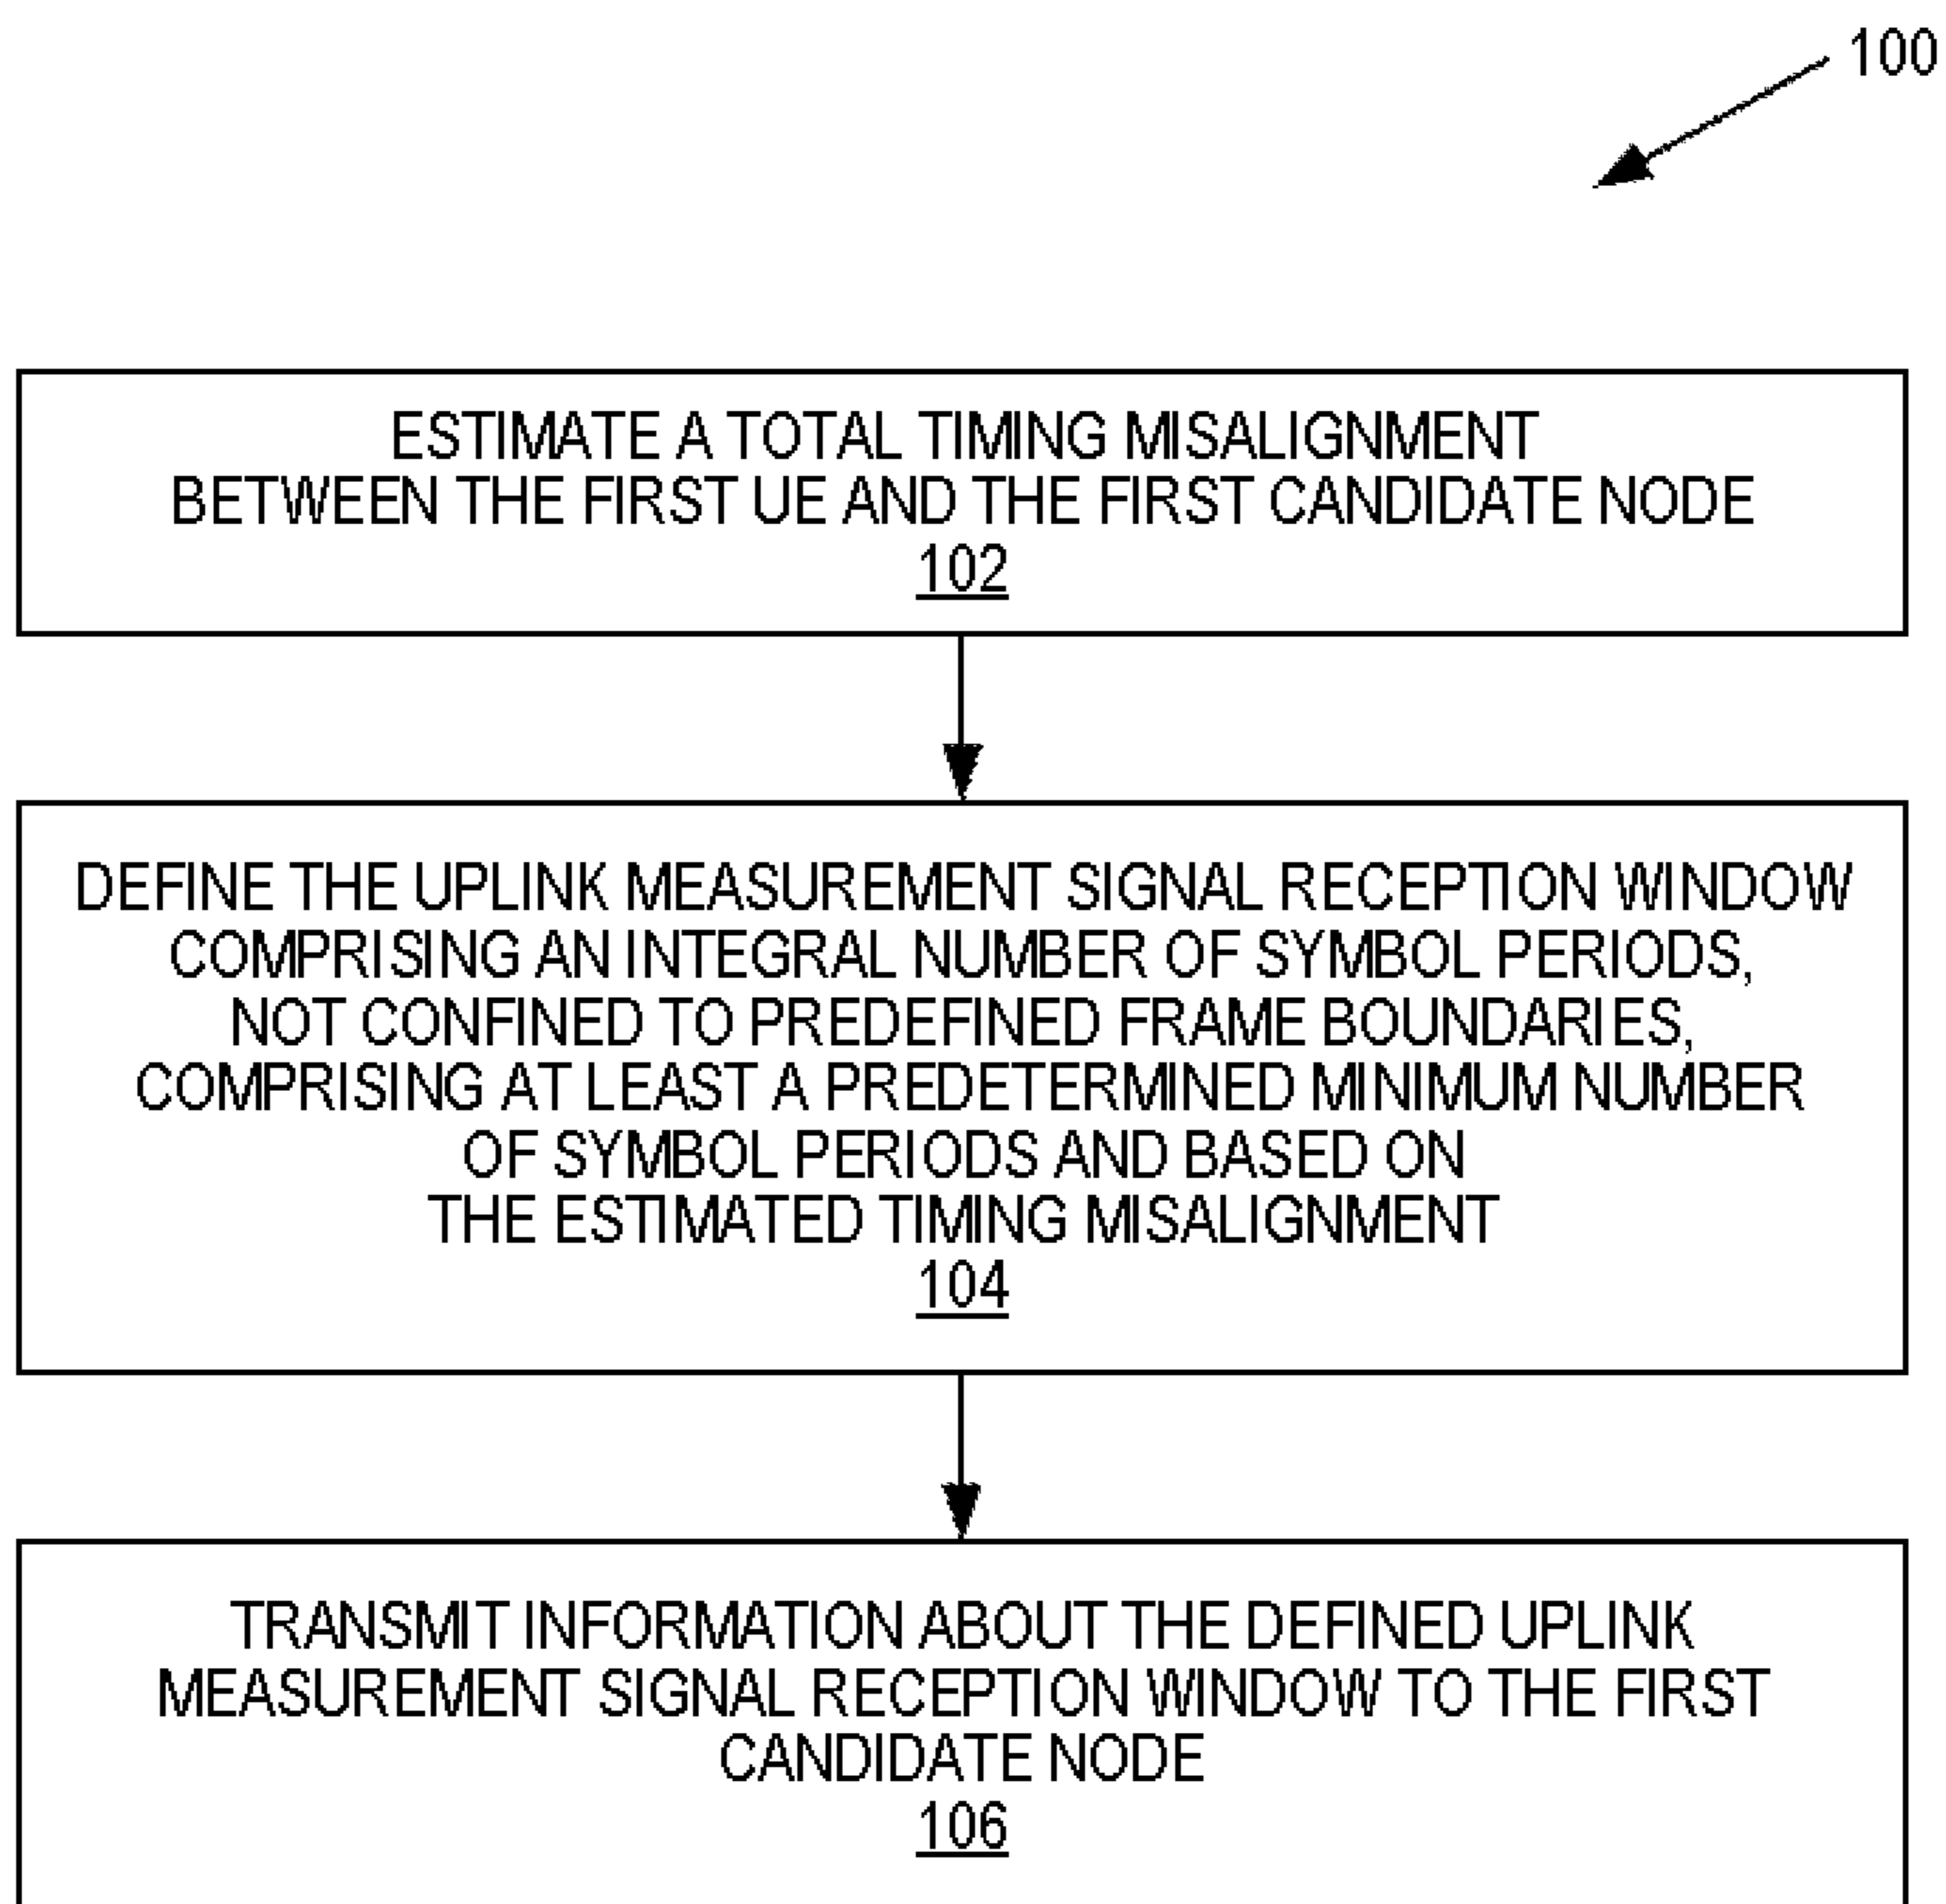 100
ESTIMATE A TOTAL TIMING MISALIGNMENT
BETWEEN THE FIRST UE AND THE FIRST CANDIDATE NODE
102
DEFINE THE UPLINK MEASUREMENT SIGNAL RECEPTION WINDOW
COMPRISING AN INTEGRAL NUMBER OF SYMBOL PERIODS,
NOT CONFINED TO PREDEFINED FRAME BOUNDARIES,
COMPRISING AT LEAST A PREDETERMINED MINIMUM NUMBER
OF SYMBOL PERIODS AND BASED ON
THE ESTIMATED TIMING MISALIGNMENT
104
TRANSMIT INFORMATION ABOUT THE DEFINED UPLINK
MEASUREMENT SIGNAL RECEPTION WINDOW TO THE FIRST
CANDIDATE NODE
106